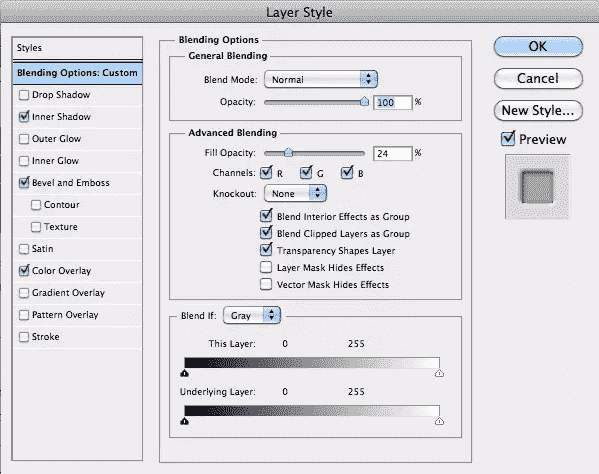 Layer Style
Styles
Blending Options: Custom
Drop Shadow
Inner Shadow
Outer Glow
Inner Glow
Bevel and Emboss
Contour
Texture
Satin
Color Overlay
Gradient Overlay
Pattern Overlay
Stroke
Blending Options
General Blending
Blend Mode: Normal
Opacity: 100 %
Advanced Blending
Fill Opacity: 24 %
Channels: R G B
Knockout: None
Blend Interior Effects as Group
Blend Clipped Layers as Group
Transparency Shapes Layer
Layer Mask Hides Effects
Vector Mask Hides Effects
Blend If: Gray
This Layer: 0 255
Underlying Layer: 0 255
OK
Cancel
New Style...
Preview